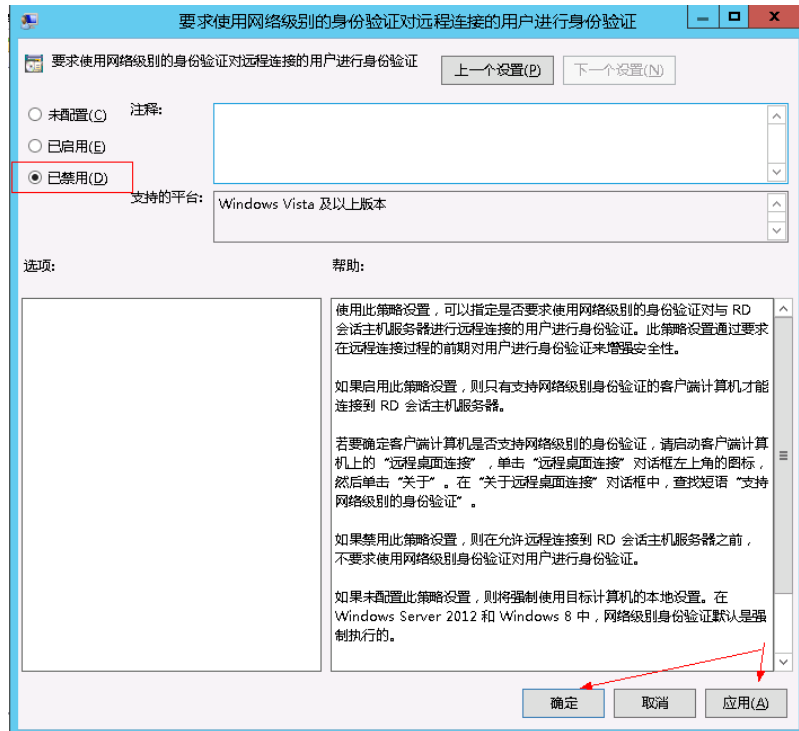 要求使用网络级别的身份验证对远程连接的用户进行身份验证
要求使用网络级别的身份验证对远程连接的用户进行身份验证
上一个设置(P)
下一个设置(N)
未配置(C)
注释:
已启用(E)
已禁用(D)
支持的平台:
Windows Vista 及以上版本
选项:
帮助:
使用此策略设置，可以指定是否要求使用网络级别的身份验证对与 RD
会话主机服务器进行远程连接的用户进行身份验证。此策略设置通过要求
在远程连接过程的前期对用户进行身份验证来增强安全性。
如果启用此策略设置，则只有支持网络级别身份验证的客户端计算机才能
连接到 RD 会话主机服务器。
若要确定客户端计算机是否支持网络级别的身份验证，请启动客户端计算
机上的“远程桌面连接”，单击“远程桌面连接”对话框左上角的图标，
然后单击“关于”。在“关于远程桌面连接”对话框中，查找短语“支持
网络级别的身份验证”。
如果禁用此策略设置，则在允许远程连接到 RD 会话主机服务器之前，
不要求使用网络级别身份验证对用户进行身份验证。
如果未配置此策略设置，则将强制使用目标计算机的本地设置。在
Windows Server 2012 和 Windows 8 中，网络级别身份验证默认是强
制执行的。
确定
取消
应用(A)